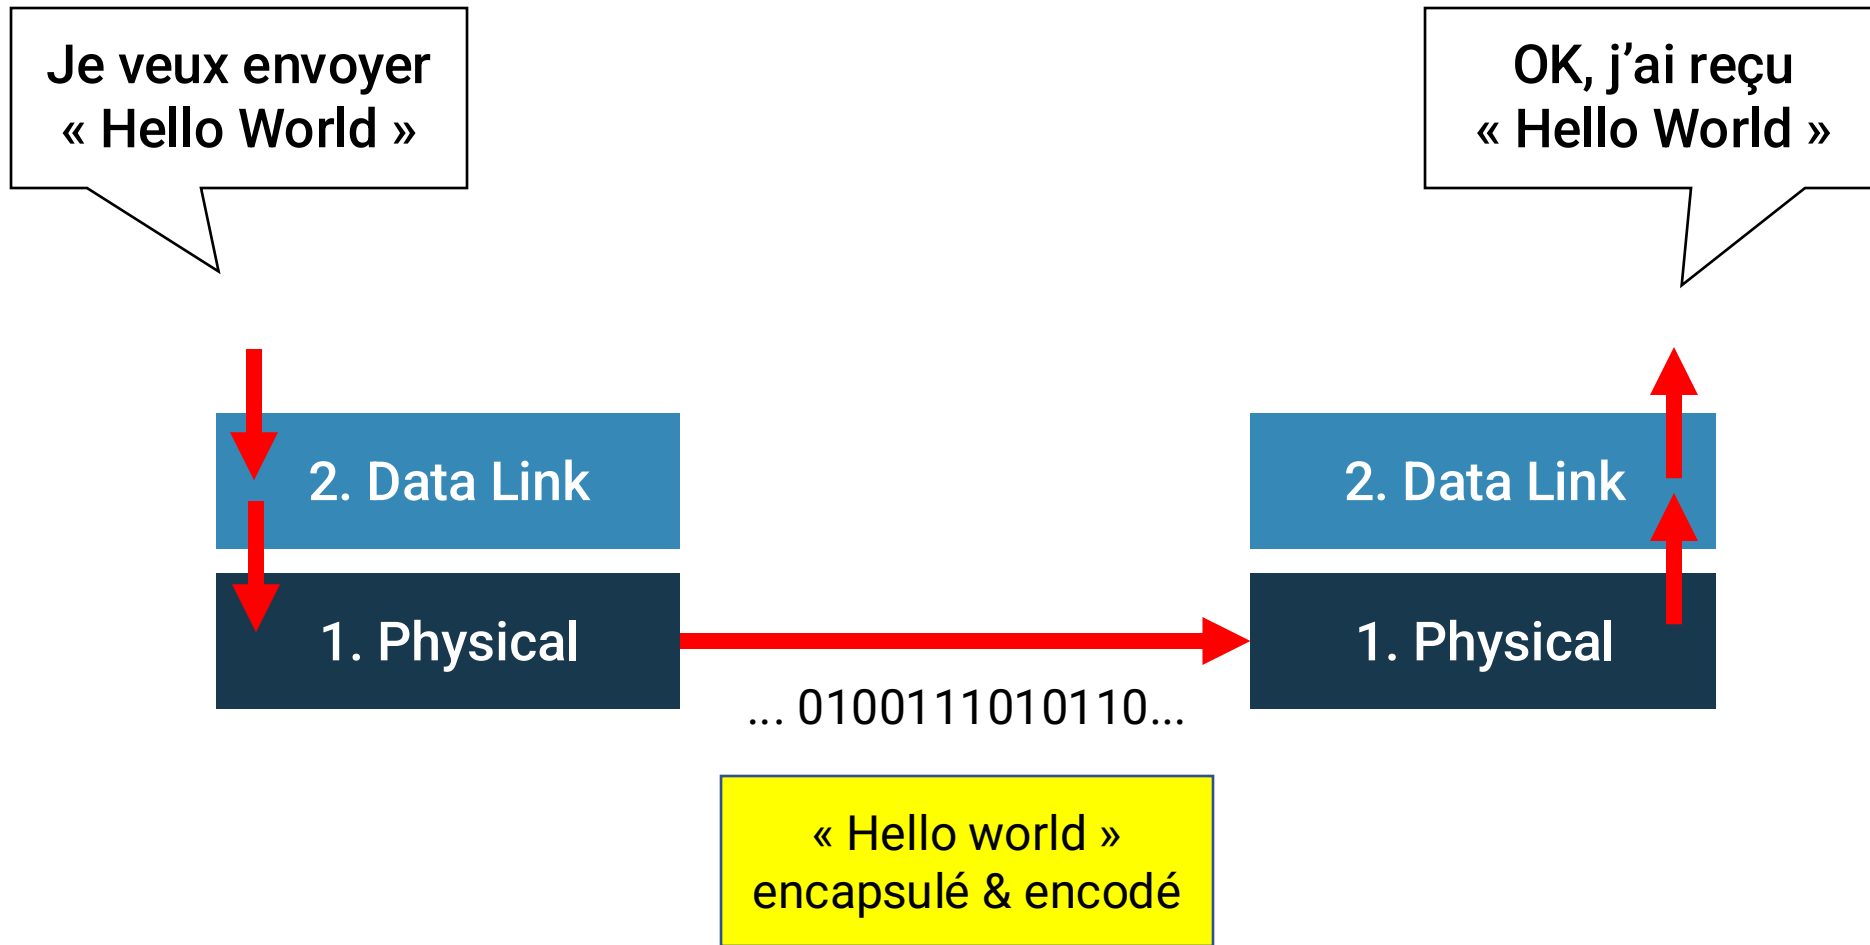 Je veux envoyer
« Hello World »
OK, j’ai reçu
« Hello World »
2. Data Link
2. Data Link
1. Physical
1. Physical
... 0100111010110...
« Hello world »
encapsulé & encodé